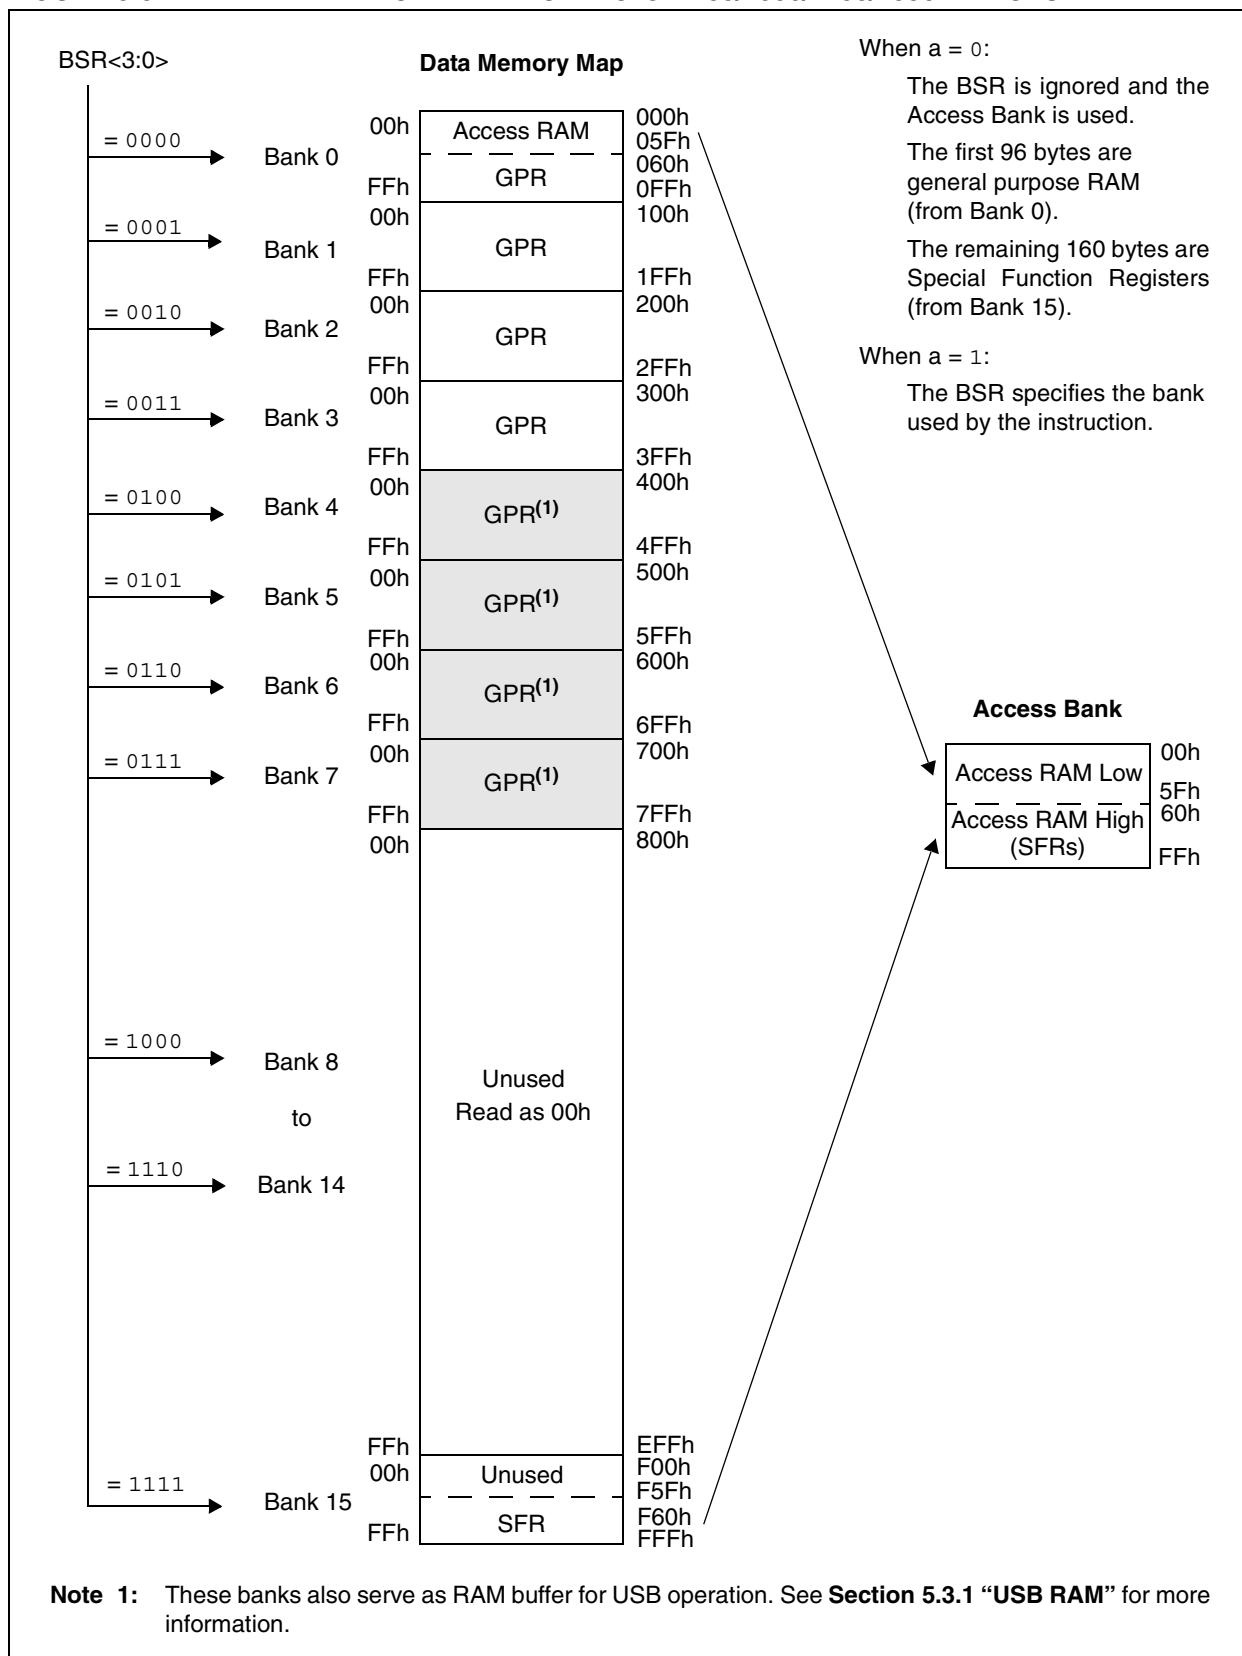 BSR<3:0>
Data Memory Map
When a = 0:
The BSR is ignored and the
Access Bank is used.
The first 96 bytes are
general purpose RAM
(from Bank 0).
The remaining 160 bytes are
Special Function Registers
(from Bank 15).
When a = 1:
The BSR specifies the bank
used by the instruction.
= 0000
Bank 0
00h
Access RAM
000h
05Fh
060h
GPR
FFh
0FFh
= 0001
Bank 1
00h
GPR
100h
FFh
1FFh
= 0010
Bank 2
00h
GPR
200h
FFh
2FFh
= 0011
Bank 3
00h
GPR
300h
FFh
3FFh
= 0100
Bank 4
00h
GPR(1)
400h
FFh
4FFh
= 0101
Bank 5
00h
GPR(1)
500h
FFh
5FFh
= 0110
Bank 6
00h
GPR(1)
600h
FFh
6FFh
= 0111
Bank 7
00h
GPR(1)
700h
FFh
7FFh
00h
800h
Access Bank
Access RAM Low
00h
5Fh
Access RAM High
(SFRs)
60h
FFh
= 1000
Bank 8
to
= 1110
Bank 14
Unused
Read as 00h
FFh
EFFh
= 1111
Bank 15
00h
Unused
F00h
F5Fh
SFR
F60h
FFh
FFFh
Note 1: These banks also serve as RAM buffer for USB operation. See Section 5.3.1 “USB RAM” for more
information.